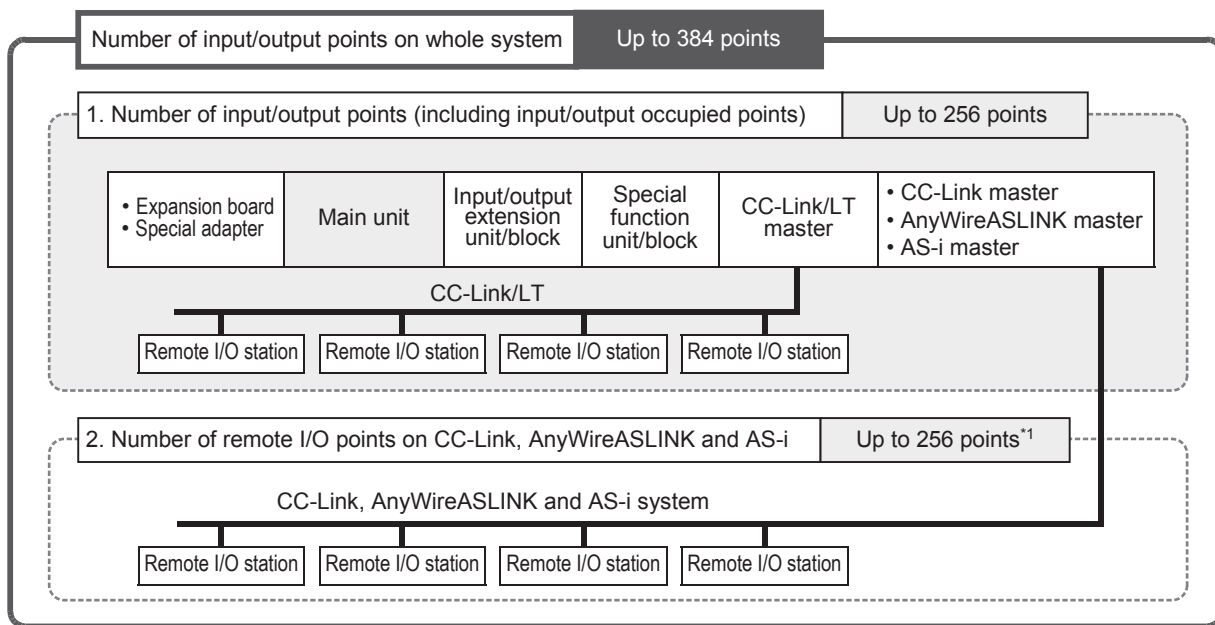 Number of input/output points on whole system
Up to 384 points
1. Number of input/output points (including input/output occupied points)
Up to 256 points
• Expansion board
• Special adapter
Main unit
Input/output
extension
unit/block
Special
function
unit/block
CC-Link/LT
master
• CC-Link master
• AnyWireASLINK master
• AS-i master
CC-Link/LT
Remote I/O station
Remote I/O station
Remote I/O station
Remote I/O station
2. Number of remote I/O points on CC-Link, AnyWireASLINK and AS-i
Up to 256 points*1
CC-Link, AnyWireASLINK and AS-i system
Remote I/O station
Remote I/O station
Remote I/O station
Remote I/O station